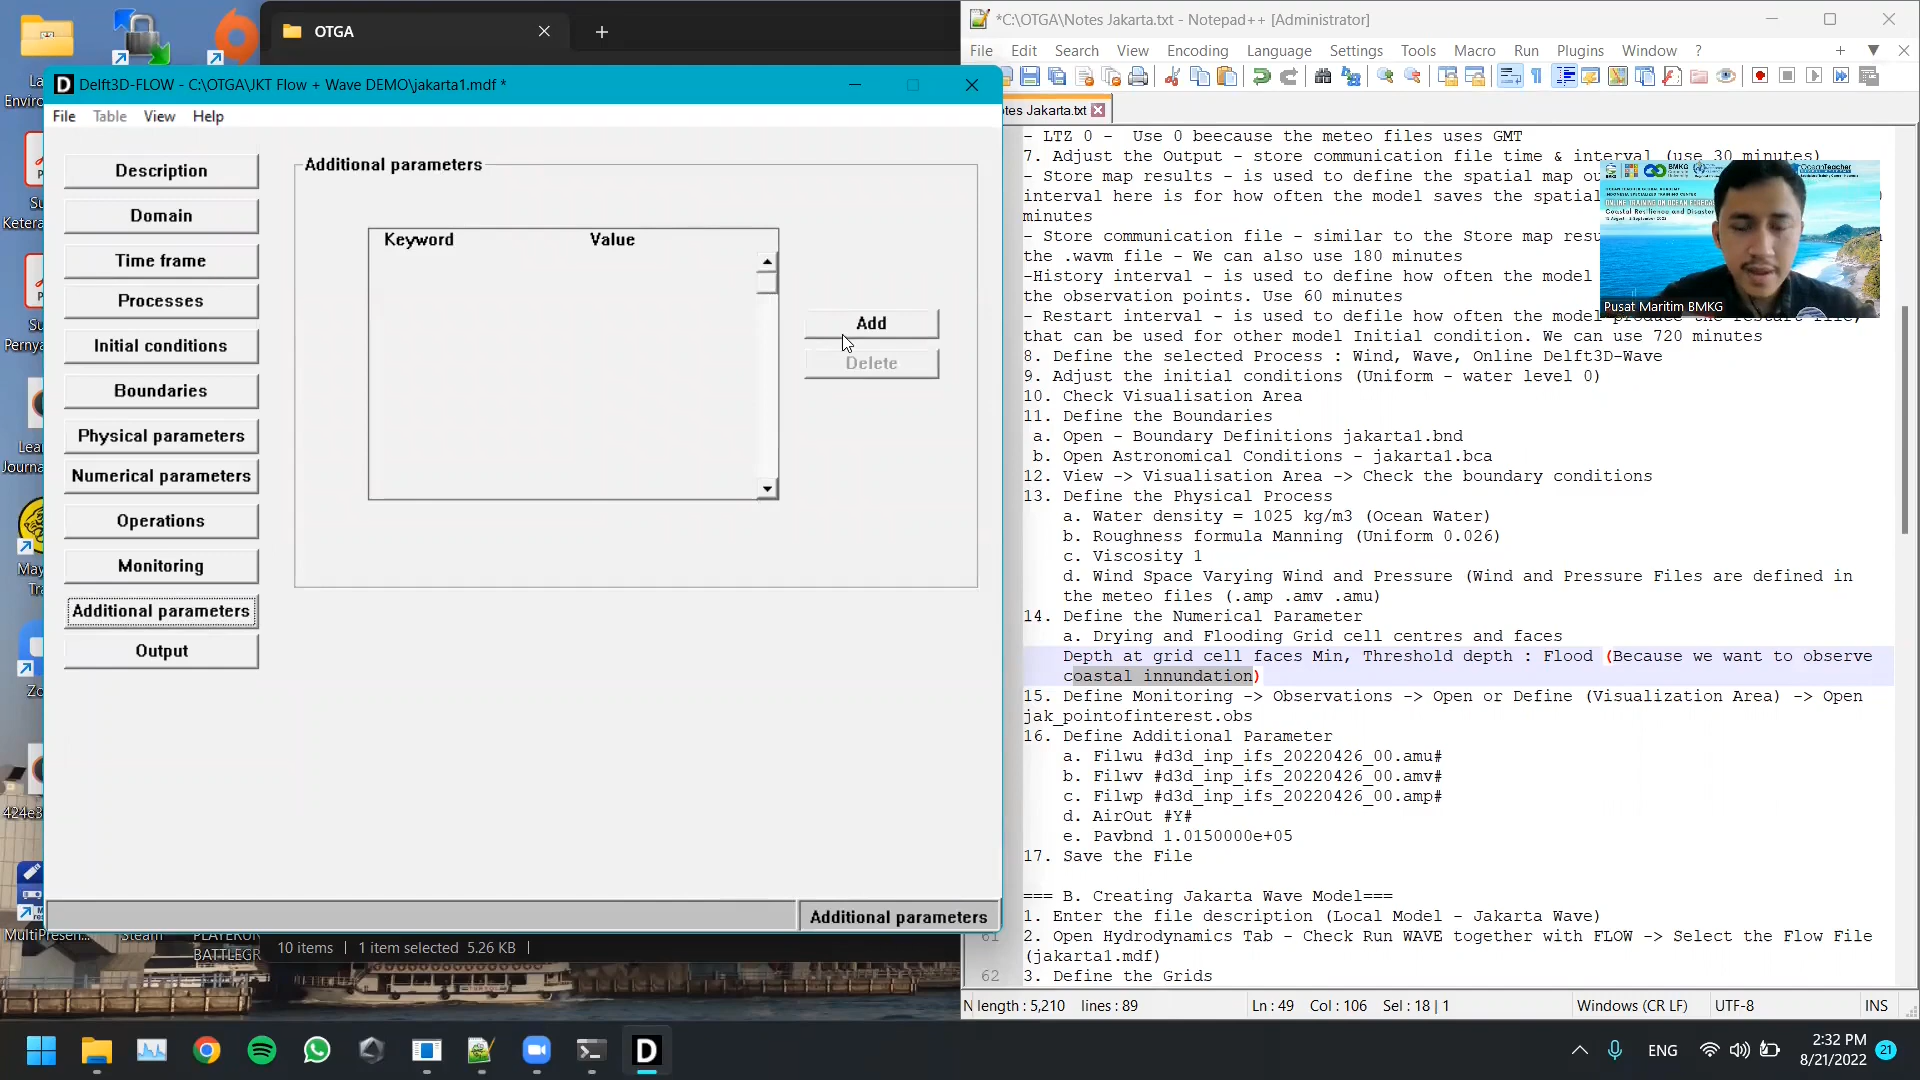 OTGA
*C:\OTGA\Notes Jakarta.txt - Notepad++ [Administrator]
File Edit Search View Encoding Language Settings Tools Macro Run Plugins Window ?
Delft3D-FLOW - C:\OTGA\JKT Flow + Wave DEMO\jakarta1.mdf *
File Table View Help
Description
Domain
Time frame
Processes
Initial conditions
Boundaries
Physical parameters
Numerical parameters
Operations
Monitoring
Additional parameters
Output
Additional parameters
Keyword Value
Add
Delete
Additional parameters
10 items 1 item selected 5.26 KB
tes Jakarta.txt
- LTZ 0 - Use 0 beecause the meteo files uses GMT
7. Adjust the Output - store communication file time & interval (use 30 minutes)
- Store map results - is used to define the spatial map ou
interval here is for how often the model saves the spatial
minutes
- Store communication file - similar to the Store map resu
the .wavm file - We can also use 180 minutes
-History interval - is used to define how often the model
the observation points. Use 60 minutes
- Restart interval - is used to defile how often the model produce the restart file,
that can be used for other model Initial condition. We can use 720 minutes
8. Define the selected Process : Wind, Wave, Online Delft3D-Wave
9. Adjust the initial conditions (Uniform - water level 0)
10. Check Visualisation Area
11. Define the Boundaries
a. Open - Boundary Definitions jakarta1.bnd
b. Open Astronomical Conditions - jakarta1.bca
12. View -> Visualisation Area -> Check the boundary conditions
13. Define the Physical Process
a. Water density = 1025 kg/m3 (Ocean Water)
b. Roughness formula Manning (Uniform 0.026)
c. Viscosity 1
d. Wind Space Varying Wind and Pressure (Wind and Pressure Files are defined in
the meteo files (.amp .amv .amu)
14. Define the Numerical Parameter
a. Drying and Flooding Grid cell centres and faces
Depth at grid cell faces Min, Threshold depth : Flood (Because we want to observe
coastal innundation)
15. Define Monitoring -> Observations -> Open or Define (Visualization Area) -> Open
jak_pointofinterest.obs
16. Define Additional Parameter
a. Filwu #d3d_inp_ifs_20220426_00.amu#
b. Filwv #d3d_inp_ifs_20220426_00.amv#
c. Filwp #d3d_inp_ifs_20220426_00.amp#
d. AirOut #Y#
e. Pavbnd 1.0150000e+05
17. Save the File
=== B. Creating Jakarta Wave Model===
1. Enter the file description (Local Model - Jakarta Wave)
61 2. Open Hydrodynamics Tab - Check Run WAVE together with FLOW -> Select the Flow File
(jakarta1.mdf)
62 3. Define the Grids
length : 5,210 lines : 89 Ln : 49 Col : 106 Sel : 18 | 1 Windows (CR LF) UTF-8 INS
Pusat Maritim BMKG
ENG
2:32 PM
8/21/2022
21